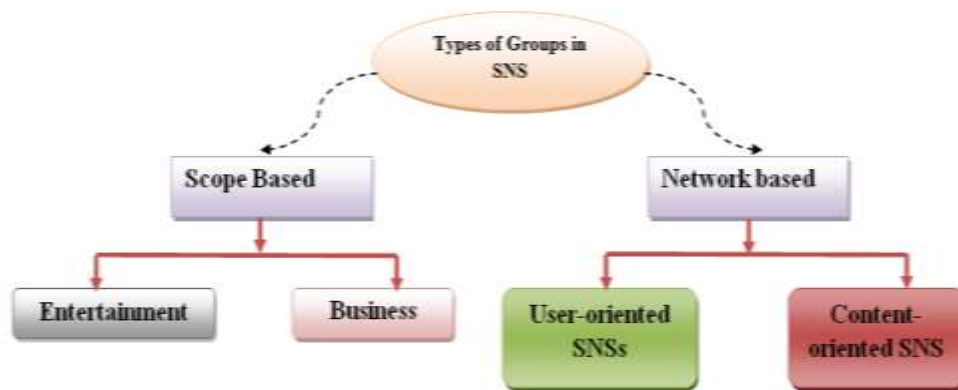 Types of Groups in
SNS
Scope Based
Network based
Entertainment
Business
User-oriented
SNSs
Content-
oriented SNS